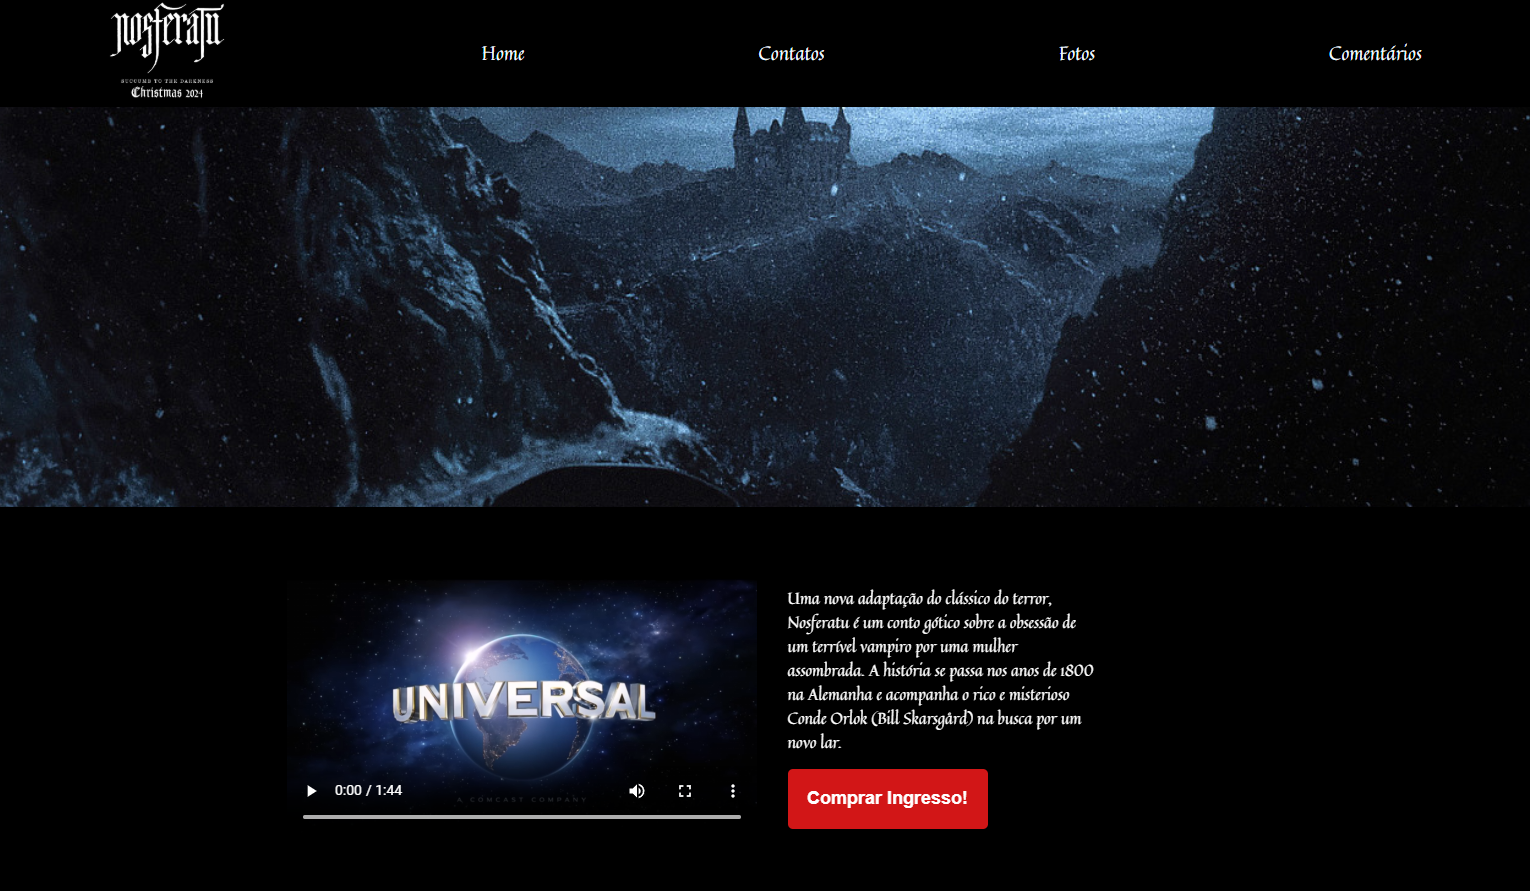 nosferatu
SUCCUMB TO THE DARKNESS
Christmas 2024
Home
Contatos
Fotos
Comentários
UNIVERSAL
A COMCAST COMPANY
0:00 / 1:44
Uma nova adaptação do clássico do terror,
Nosferatu é um conto gótico sobre a obsessão de
um terrível vampiro por uma mulher
assombrada. A história se passa nos anos de 1800
na Alemanha e acompanha o rico e misterioso
Conde Orlok (Bill Skarsgård) na busca por um
novo lar.
Comprar Ingresso!